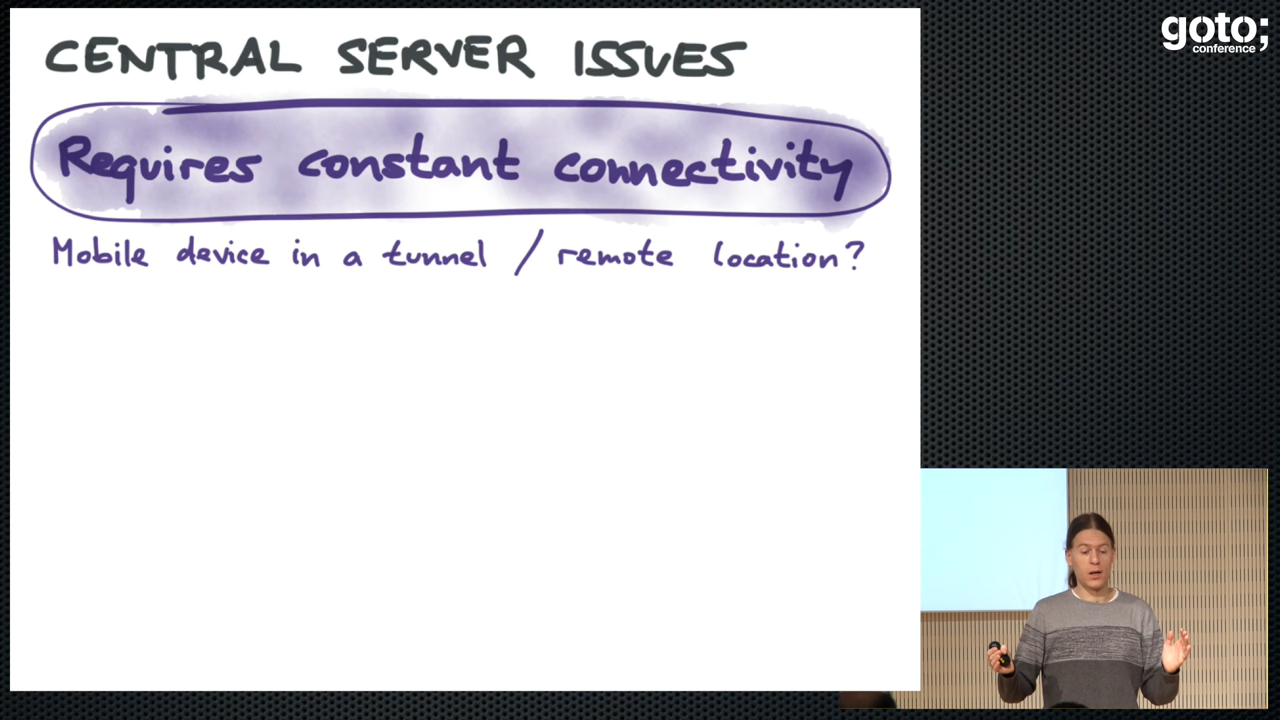 CENTRAL SERVER ISSUES
Requires constant connectivity
Mobile device in a tunnel / remote location?
goto;
conference